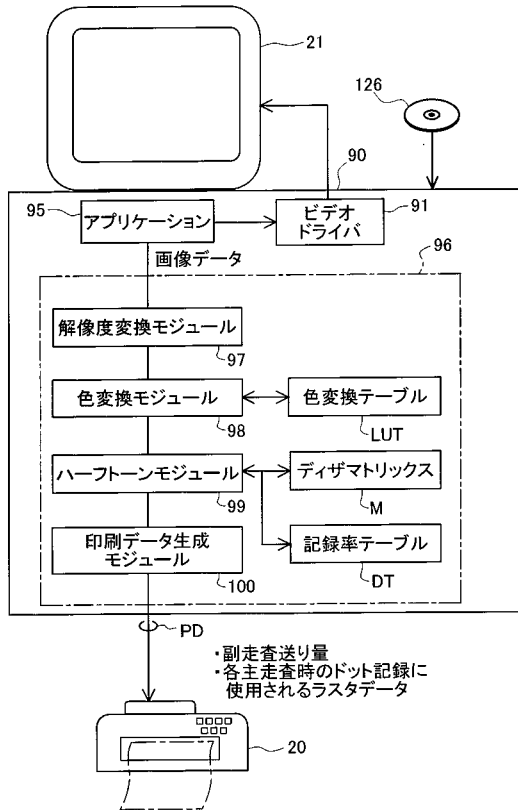 21
126
90
95
アプリケーション
ビデオ
ドライバ
91
画像データ
96
解像度変換モジュール
97
色変換モジュール
98
色変換テーブル
LUT
ハーフトーンモジュール
99
ディザマトリックス
M
印刷データ生成
モジュール
100
記録率テーブル
DT
PD
・副走査送り量
・各主走査時のドット記録に
使用されるラスタデータ
20